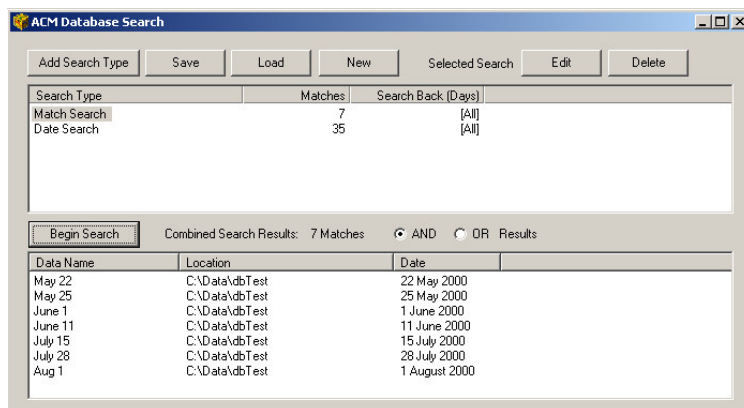 ACM Database Search
Add Search Type Save Load New Selected Search Edit Delete
Search Type Matches Search Back (Days)
Match Search 7 [All]
Date Search 35 [All]
Begin Search Combined Search Results: 7 Matches AND OR Results
Data Name Location Date
May 22 C:\Data\dbTest 22 May 2000
May 25 C:\Data\dbTest 25 May 2000
June 1 C:\Data\dbTest 1 June 2000
June 11 C:\Data\dbTest 11 June 2000
July 15 C:\Data\dbTest 15 July 2000
July 28 C:\Data\dbTest 28 July 2000
Aug 1 C:\Data\dbTest 1 August 2000